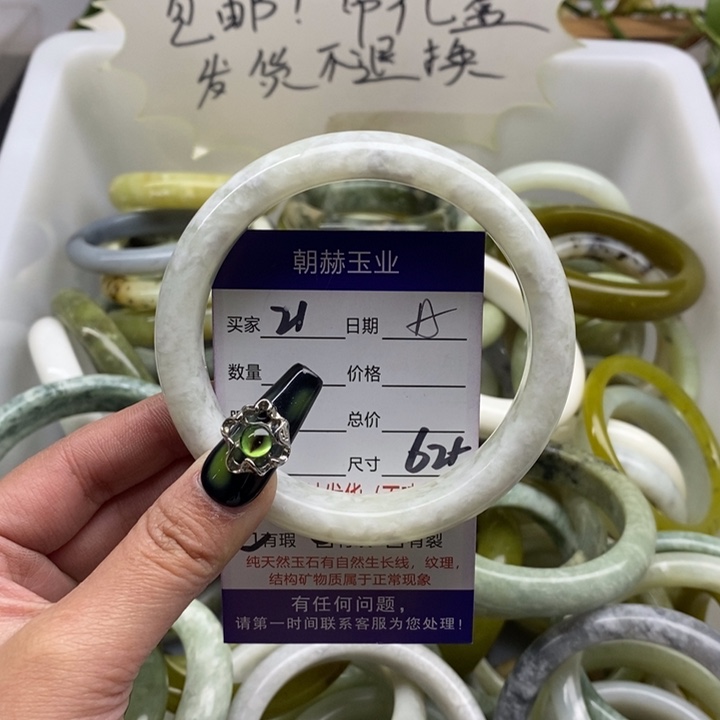 包邮！带礼盒
发货不退换
朝赫玉业
买家 21 日期 A
数量 价格
总价
尺寸 62+
有瑕 有裂
纯天然玉石有自然生长线，纹理，
结构矿物质属于正常现象
有任何问题，
请第一时间联系客服为您处理！